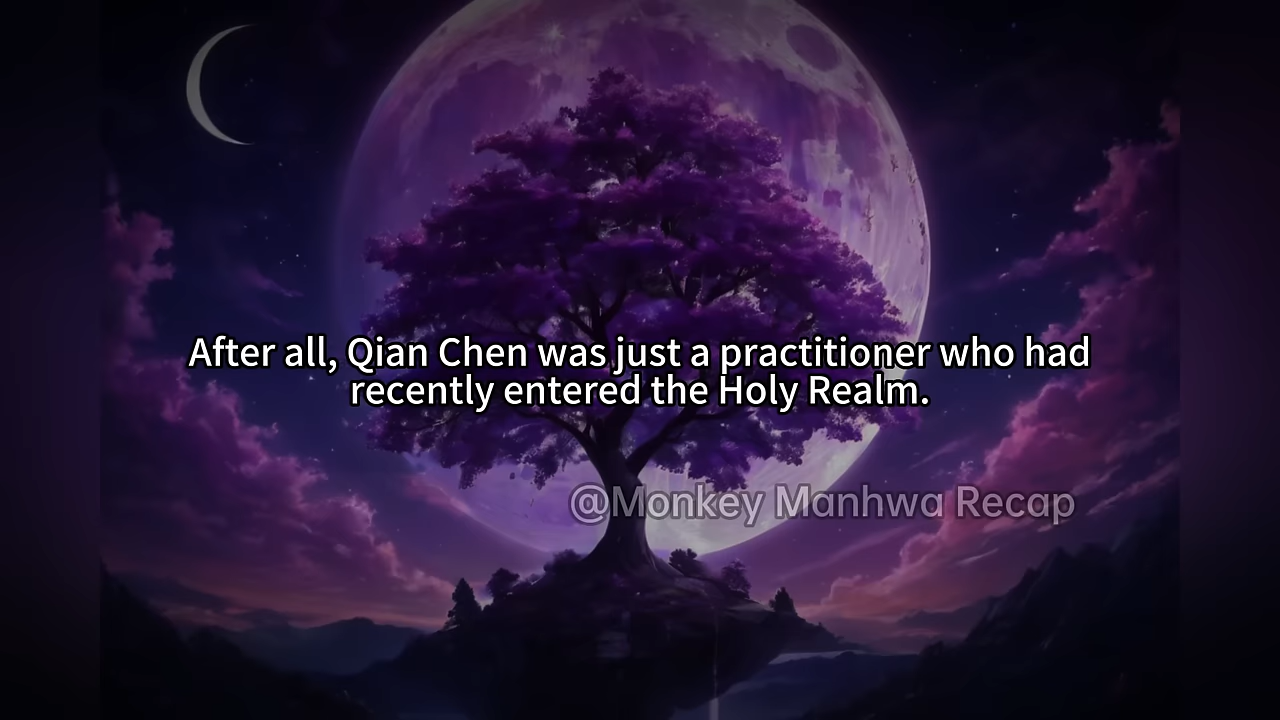 After all, Qian Chen was just a practitioner who had
recently entered the Holy Realm.
@Monkey Manhwa Recap